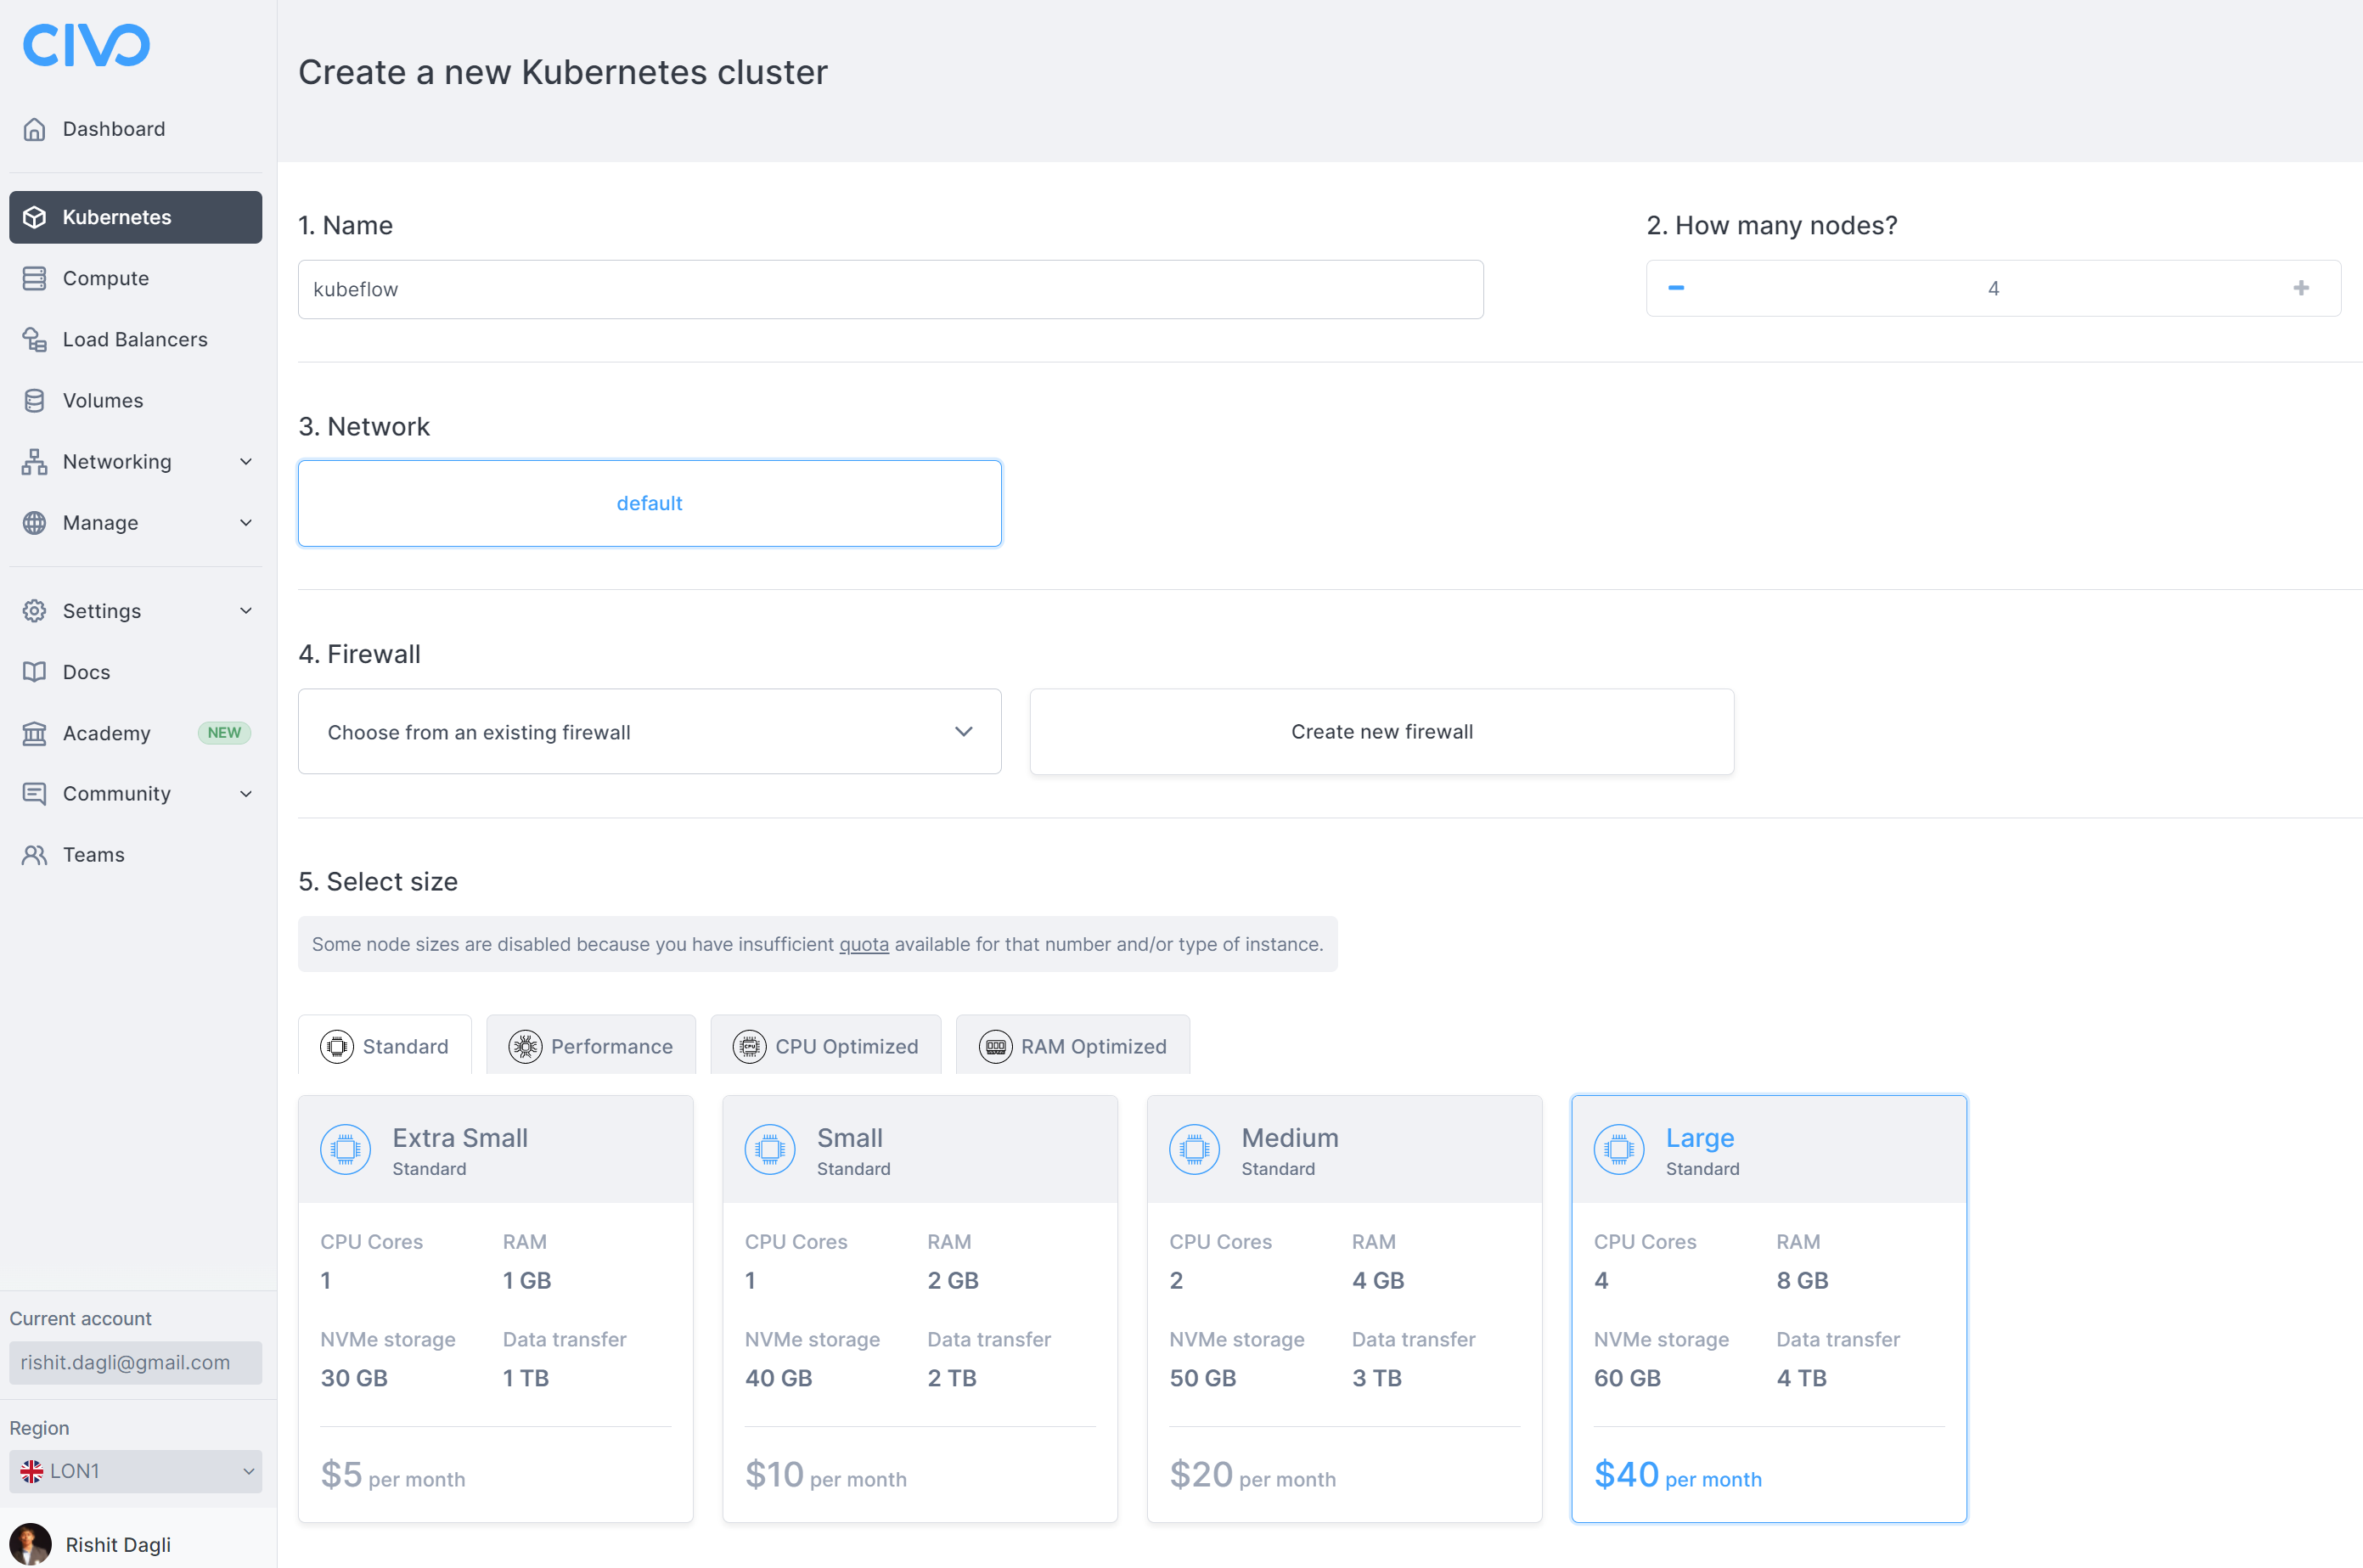 CIVO
Dashboard
Kubernetes
Compute
Load Balancers
Volumes
Networking
Manage
Settings
Docs
Academy NEW
Community
Teams
Current account
rishit.dagli@gmail.com
Region
LON1
Rishit Dagli
Create a new Kubernetes cluster
1. Name
kubeflow
2. How many nodes?
4
3. Network
default
4. Firewall
Choose from an existing firewall
Create new firewall
5. Select size
Some node sizes are disabled because you have insufficient quota available for that number and/or type of instance.
Standard
Performance
CPU
CPU Optimized
RAM Optimized
Extra Small
Standard
CPU Cores RAM
1 1 GB
NVMe storage Data transfer
30 GB 1 TB
$5 per month
Small
Standard
CPU Cores RAM
1 2 GB
NVMe storage Data transfer
40 GB 2 TB
$10 per month
Medium
Standard
CPU Cores RAM
2 4 GB
NVMe storage Data transfer
50 GB 3 TB
$20 per month
Large
Standard
CPU Cores RAM
4 8 GB
NVMe storage Data transfer
60 GB 4 TB
$40 per month